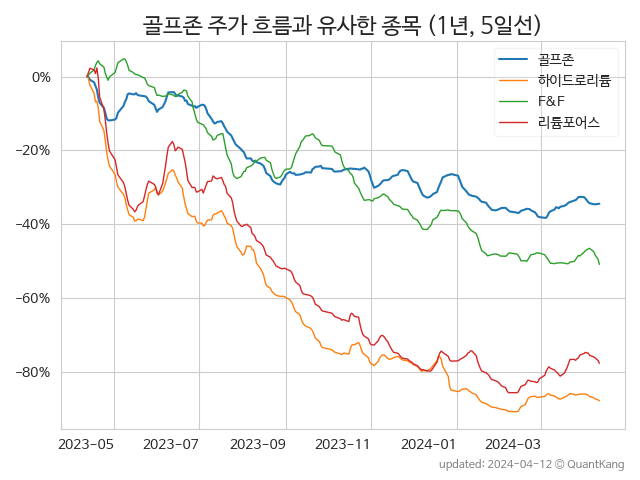 골프존 주가 흐름과 유사한 종목 (1년, 5일선)
골프존
하이드로리튬
F&F
리튬포어스
0%
−20%
−40%
−60%
−80%
2023-05 2023-07 2023-09 2023-11 2024-01 2024-03
updated: 2024-04-12 © QuantKang